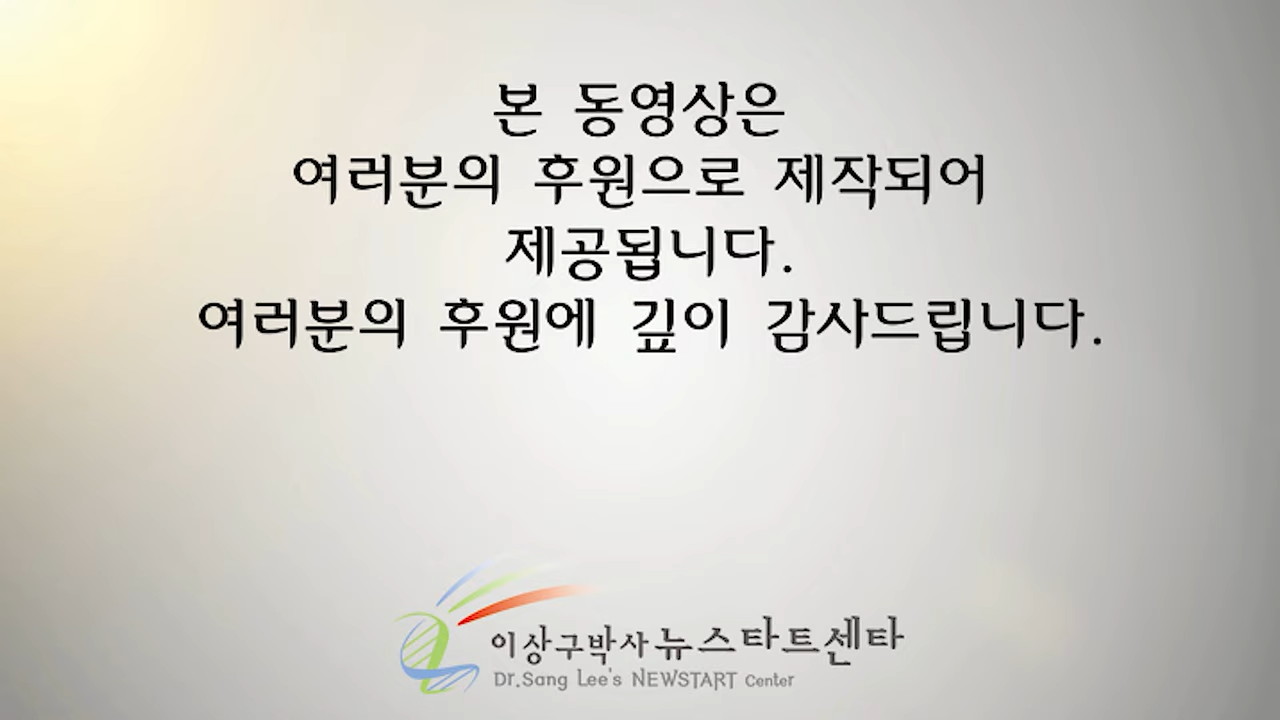 본 동영상은
여러분의 후원으로 제작되어
제공됩니다.
여러분의 후원에 깊이 감사드립니다.
이상구박사 뉴스타트센타
Dr.Sang Lee's NEWSTART Center